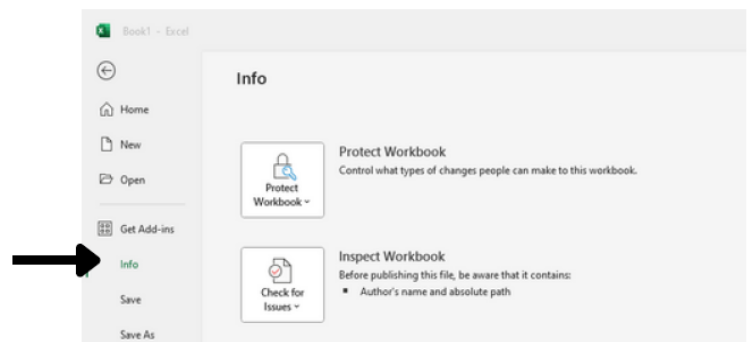 Book1 - Excel
Info
Home
New
Open
Get Add-ins
Info
Save
Save As
Protect
Workbook
Protect Workbook
Control what types of changes people can make to this workbook.
Check for
Issues
Inspect Workbook
Before publishing this file, be aware that it contains:
Author's name and absolute path